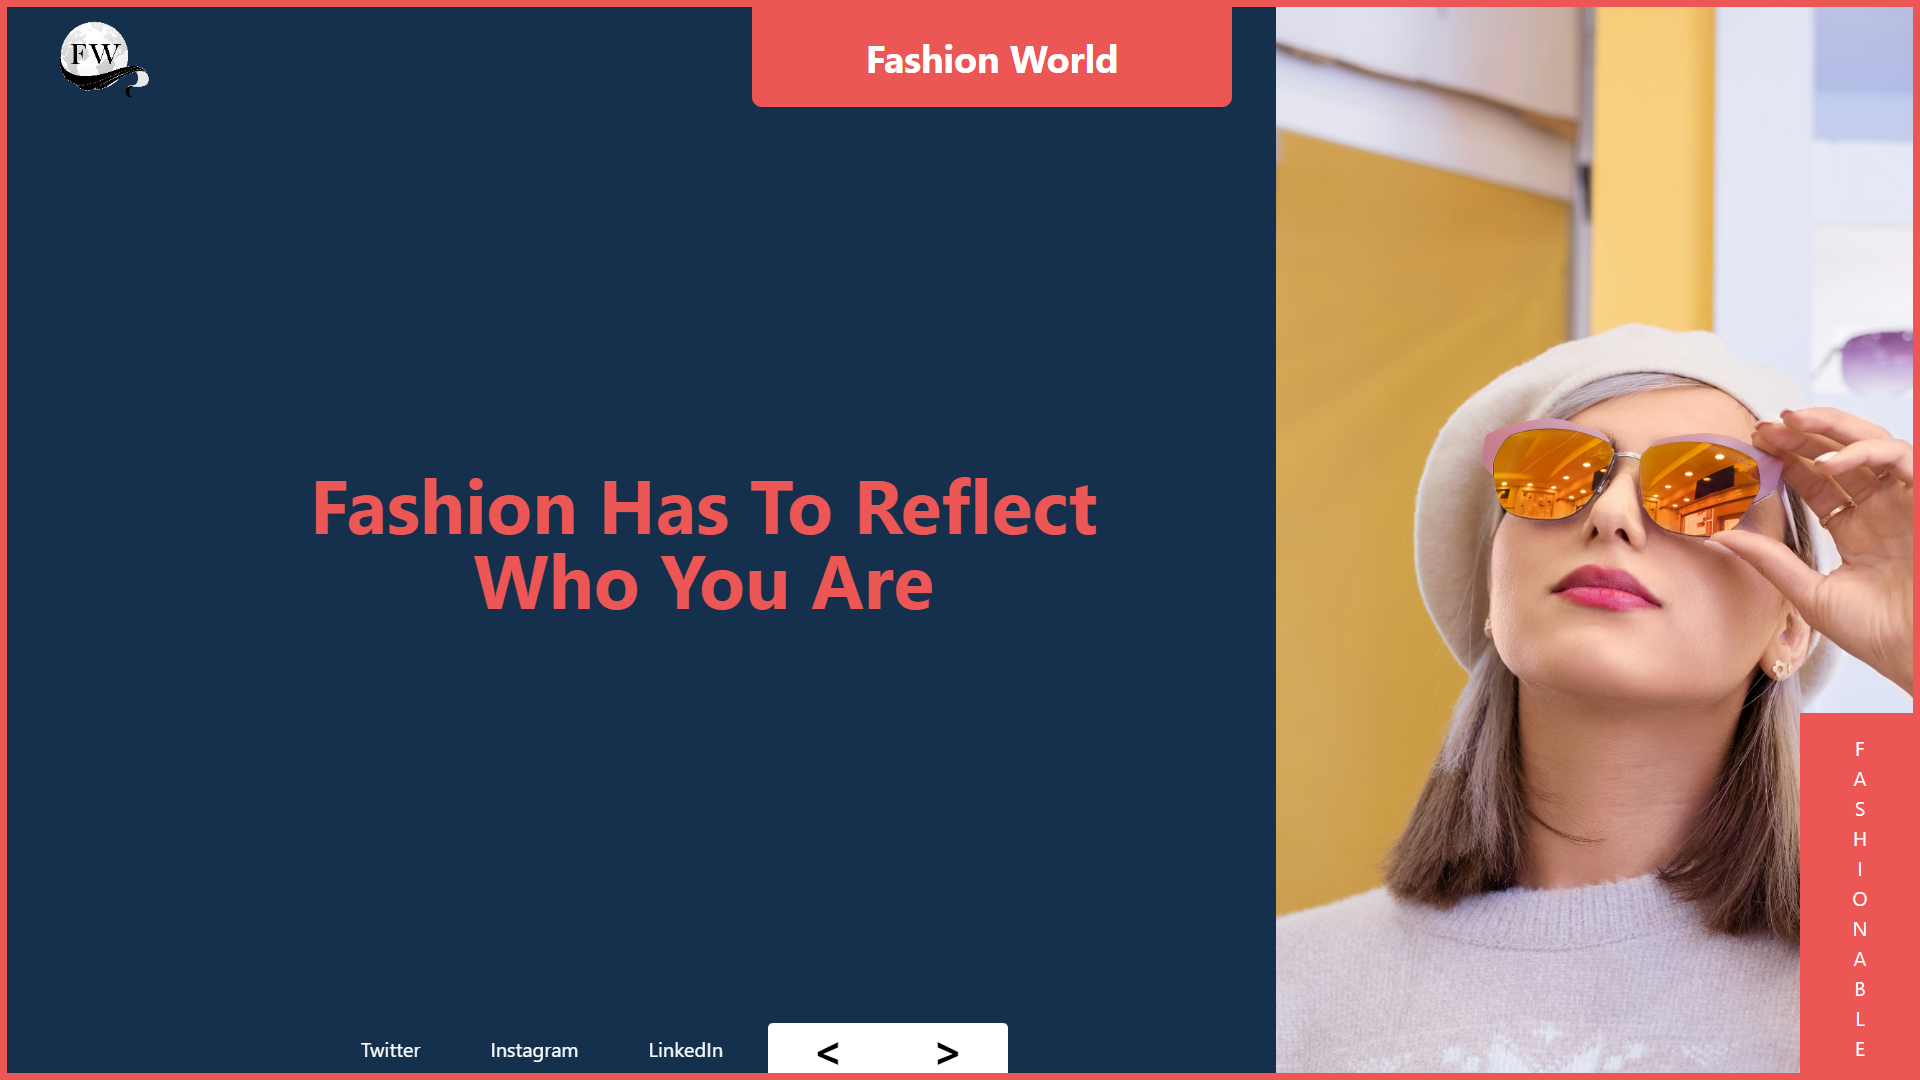 FW
Fashion World
Fashion Has To Reflect
Who You Are
Twitter
Instagram
LinkedIn
<
>
F
A
S
H
I
O
N
A
B
L
E